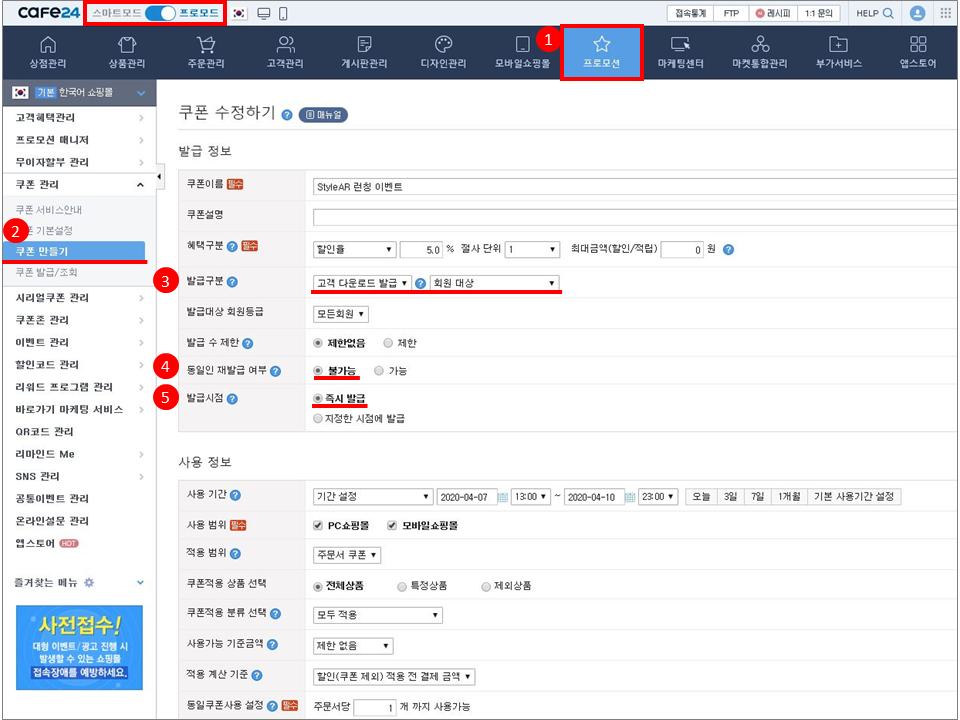 cafe24 스마트모드 프로모드 접속통계 FTP 레시피 1:1 문의 HELP
1
상점관리 상품관리 주문관리 고객관리 게시판관리 디자인관리 모바일쇼핑몰 프로모션 마케팅센터 마켓통합관리 부가서비스 앱스토어
기본 한국어 쇼핑몰
고객혜택관리
프로모션 매니저
무이자할부 관리
쿠폰 관리
쿠폰 서비스안내
2 폰 기본설정
쿠폰 만들기
쿠폰 발급/조회
시리얼쿠폰 관리
쿠폰존 관리
이벤트 관리
할인코드 관리
리워드 프로그램 관리
바로가기 마케팅 서비스
QR코드 관리
리마인드 Me
SNS 관리
공통이벤트 관리
온라인설문 관리
앱스토어 HOT
즐겨찾는 메뉴
사전접수!
대형 이벤트/광고 진행 시
발생할 수 있는 쇼핑몰
접속장애를 예방하세요.
쿠폰 수정하기 ? 매뉴얼
발급 정보
쿠폰이름 필수 StyleAR 런칭 이벤트
쿠폰설명
혜택구분 ? 필수 할인율 5.0 % 절사 단위 1 최대금액(할인/적립) 0 원 ?
3 발급구분 ? 고객 다운로드 발급 ? 회원 대상
발급대상 회원등급 모든회원
발급 수 제한 ? 제한없음 제한
4 동일인 재발급 여부 ? 불가능 가능
5 발급시점 ? 즉시 발급
지정한 시점에 발급
사용 정보
사용 기간 ? 기간 설정 2020-04-07 13:00 ~ 2020-04-10 23:00 오늘 3일 7일 1개월 기본 사용기간 설정
사용 범위 필수 PC쇼핑몰 모바일쇼핑몰
적용 범위 ? 주문서 쿠폰
쿠폰적용 상품 선택 전체상품 특정상품 제외상품
쿠폰적용 분류 선택 ? 모두 적용
사용가능 기준금액 ? 제한 없음
적용 계산 기준 ? 할인(쿠폰 제외) 적용 전 결제 금액
동일쿠폰사용 설정 ? 필수 주문서당 1 개 까지 사용가능